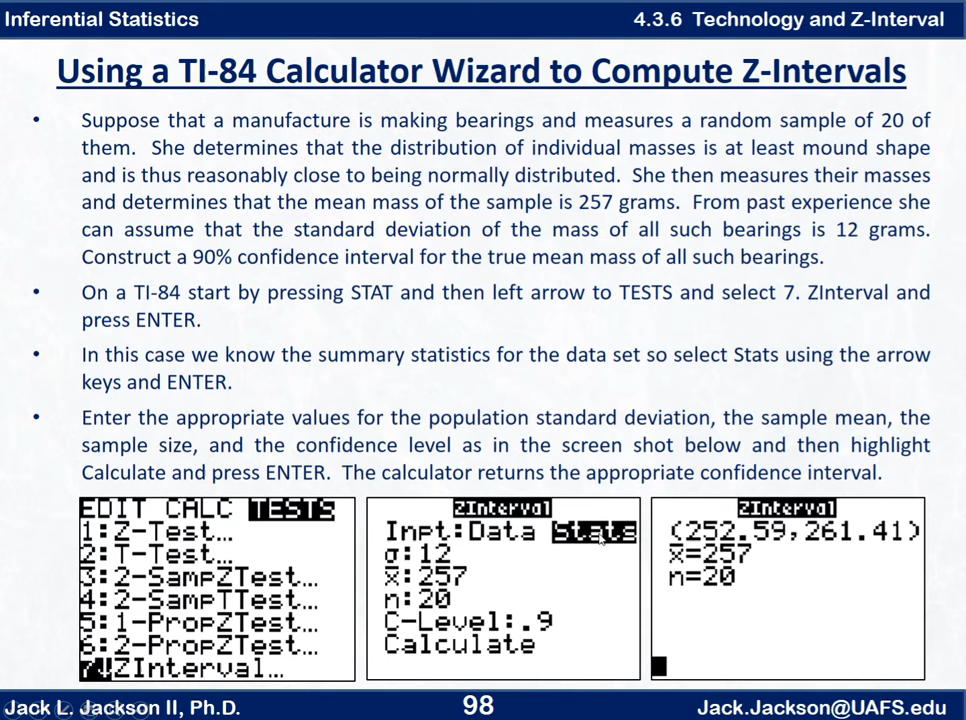 Inferential Statistics
4.3.6 Technology and Z-Interval
Using a TI-84 Calculator Wizard to Compute Z-Intervals
• Suppose that a manufacture is making bearings and measures a random sample of 20 of
them. She determines that the distribution of individual masses is at least mound shape
and is thus reasonably close to being normally distributed. She then measures their masses
and determines that the mean mass of the sample is 257 grams. From past experience she
can assume that the standard deviation of the mass of all such bearings is 12 grams.
Construct a 90% confidence interval for the true mean mass of all such bearings.
• On a TI-84 start by pressing STAT and then left arrow to TESTS and select 7. ZInterval and
press ENTER.
• In this case we know the summary statistics for the data set so select Stats using the arrow
keys and ENTER.
• Enter the appropriate values for the population standard deviation, the sample mean, the
sample size, and the confidence level as in the screen shot below and then highlight
Calculate and press ENTER. The calculator returns the appropriate confidence interval.
EDIT CALC TESTS
1:Z-Test…
2:T-Test…
3:2-SampZTest…
4:2-SampTTest…
5:1-PropZTest…
6:2-PropZTest…
7↓ZInterval…
ZInterval
Inpt:Data Stats
σ:12
x̄:257
n:20
C-Level:.9
Calculate
ZInterval
(252.59,261.41)
x̄=257
n=20
Jack L. Jackson II, Ph.D.
98
Jack.Jackson@UAFS.edu